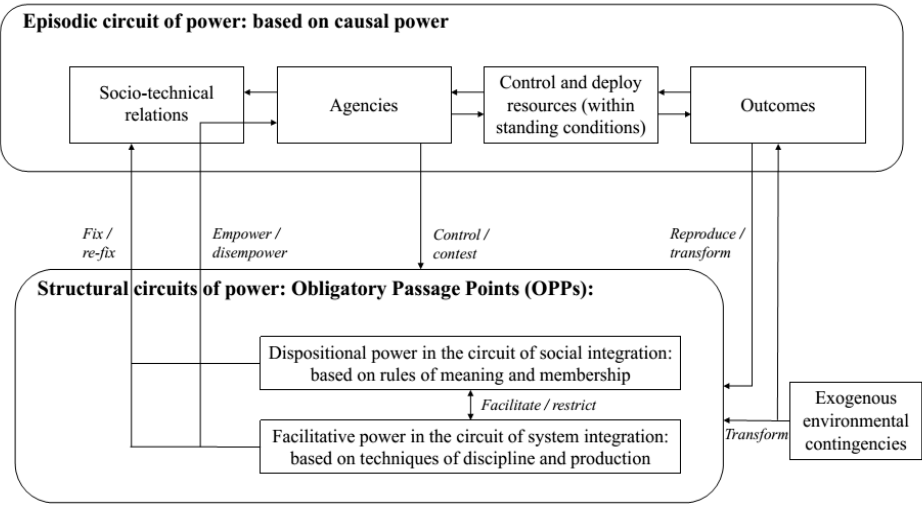 Episodic circuit of power: based on causal power
Socio-technical
relations
Agencies
Control and deploy
resources (within
standing conditions)
Outcomes
Fix /
re-fix
Empower /
disempower
Control /
contest
Reproduce /
transform
Structural circuits of power: Obligatory Passage Points (OPPs):
Dispositional power in the circuit of social integration:
based on rules of meaning and membership
Facilitate / restrict
Facilitative power in the circuit of system integration:
based on techniques of discipline and production
Transform
Exogenous
environmental
contingencies